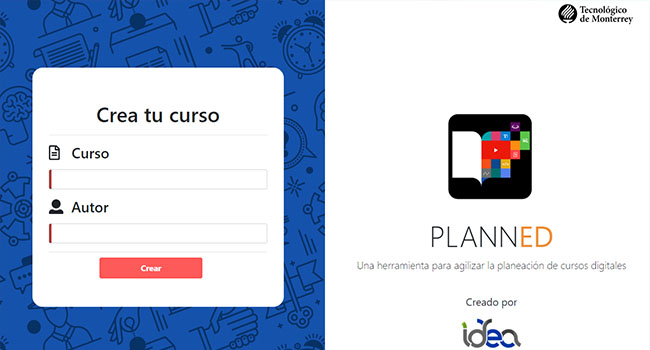 Crea tu curso
Curso
Autor
Crear
Tecnológico
de Monterrey
PLANNED
Una herramienta para agilizar la planeación de cursos digitales
Creado por
idea